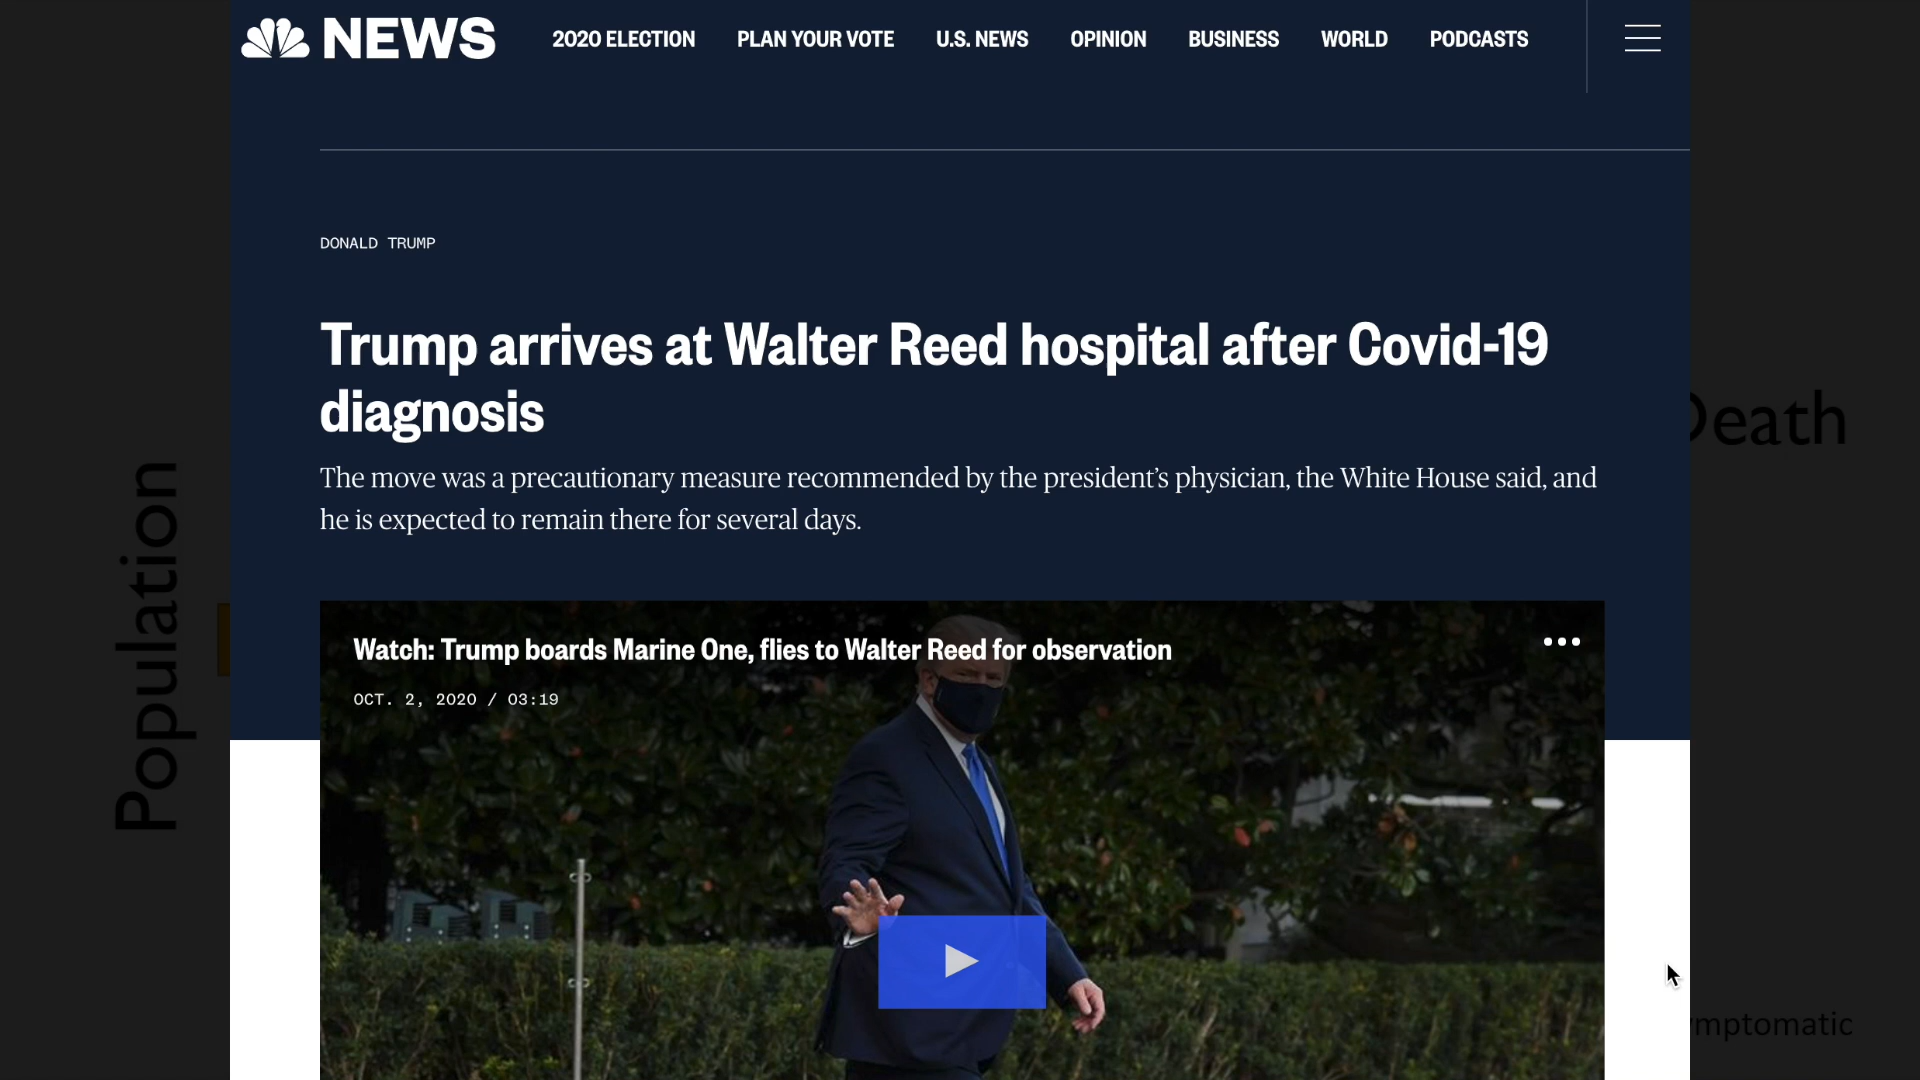 NEWS
2020 ELECTION PLAN YOUR VOTE U.S. NEWS OPINION BUSINESS WORLD PODCASTS
DONALD TRUMP
Trump arrives at Walter Reed hospital after Covid-19
diagnosis
The move was a precautionary measure recommended by the president’s physician, the White House said, and
he is expected to remain there for several days.
Watch: Trump boards Marine One, flies to Walter Reed for observation
OCT. 2, 2020 / 03:19
Population
Death